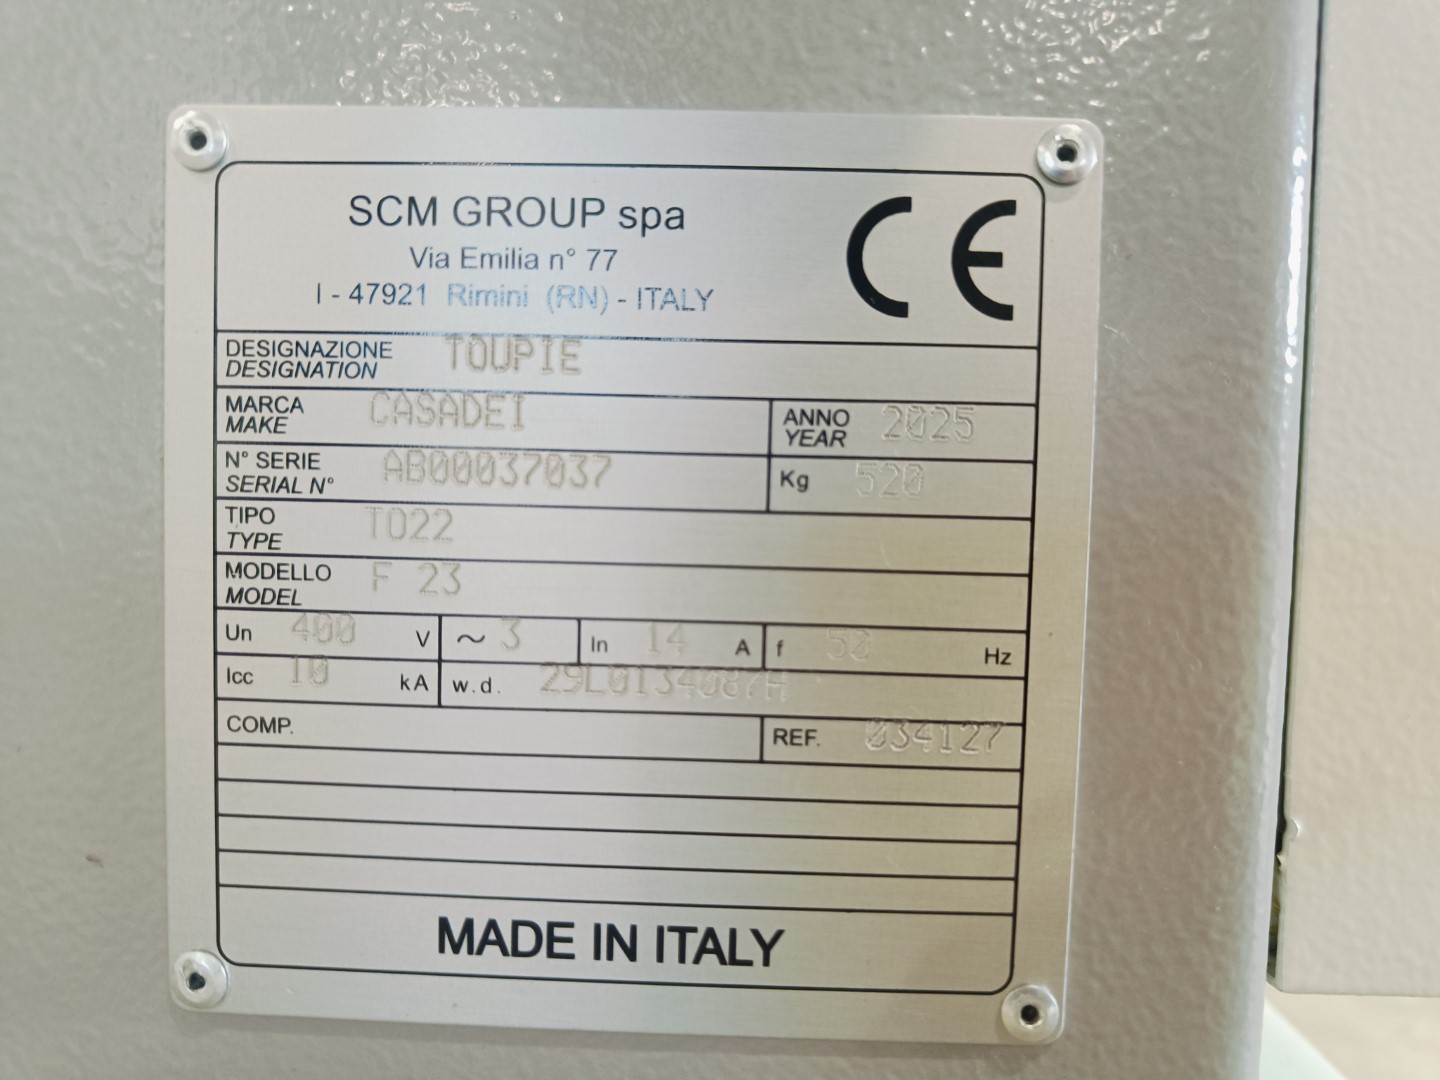 SCM GROUP spa
Via Emilia n° 77
I - 47921 Rimini (RN) - ITALY
CE
DESIGNAZIONE
DESIGNATION TOUPIE
MARCA
MAKE CASADEI
ANNO
YEAR 2025
N° SERIE
SERIAL N° AB00037037
Kg 520
TIPO
TYPE TO22
MODELLO
MODEL F 23
Un 400 V ~ 3 In 14 A f 50 Hz
Icc 10 kA w.d. 29L0134087A
COMP. REF. 034127
MADE IN ITALY